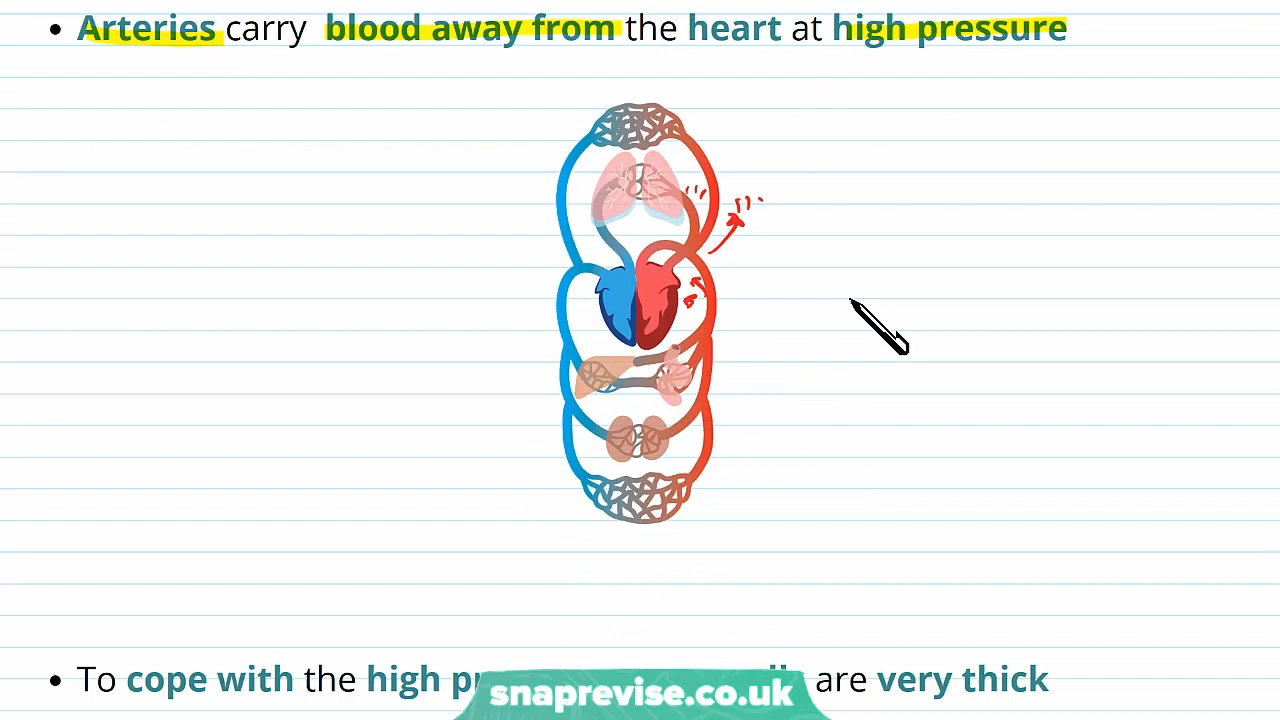 • Arteries carry blood away from the heart at high pressure
• To cope with the high are very thick
snaprevise.co.uk